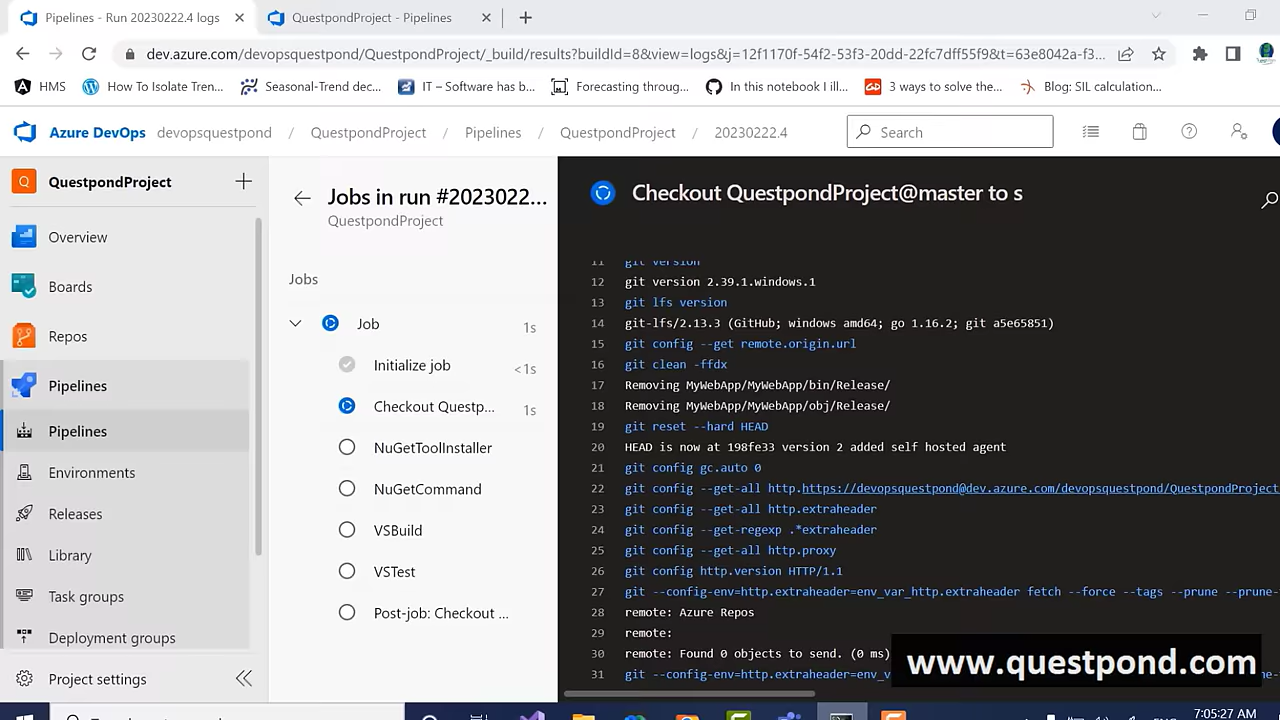 Pipelines - Run 20230222.4 logs
QuestpondProject - Pipelines
dev.azure.com/devopsquestpond/QuestpondProject/_build/results?buildId=8&view=logs&j=12f1170f-54f2-53f3-20dd-22fc7dff55f9&t=63e8042a-f3...
HMS
How To Isolate Tren...
Seasonal-Trend dec...
IT – Software has b...
Forecasting throug...
In this notebook I ill...
3 ways to solve the...
Blog: SIL calculation...
Azure DevOps devopsquestpond / QuestpondProject / Pipelines / QuestpondProject / 20230222.4
Search
Q
QuestpondProject
Overview
Boards
Repos
Pipelines
Pipelines
Environments
Releases
Library
Task groups
Deployment groups
Project settings
Jobs in run #2023022...
QuestpondProject
Jobs
Job 1s
Initialize job <1s
Checkout Questp... 1s
NuGetToolInstaller
NuGetCommand
VSBuild
VSTest
Post-job: Checkout ...
Checkout QuestpondProject@master to s
11 git version
12 git version 2.39.1.windows.1
13 git lfs version
14 git-lfs/2.13.3 (GitHub; windows amd64; go 1.16.2; git a5e65851)
15 git config --get remote.origin.url
16 git clean -ffdx
17 Removing MyWebApp/MyWebApp/bin/Release/
18 Removing MyWebApp/MyWebApp/obj/Release/
19 git reset --hard HEAD
20 HEAD is now at 198fe33 version 2 added self hosted agent
21 git config gc.auto 0
22 git config --get-all http.https://devopsquestpond@dev.azure.com/devopsquestpond/QuestpondProject
23 git config --get-all http.extraheader
24 git config --get-regexp .*extraheader
25 git config --get-all http.proxy
26 git config http.version HTTP/1.1
27 git --config-env=http.extraheader=env_var_http.extraheader fetch --force --tags --prune --prune-
28 remote: Azure Repos
29 remote:
30 remote: Found 0 objects to send. (0 ms)
31 git --config-env=http.extraheader=env_v
www.questpond.com
7:05:27 AM